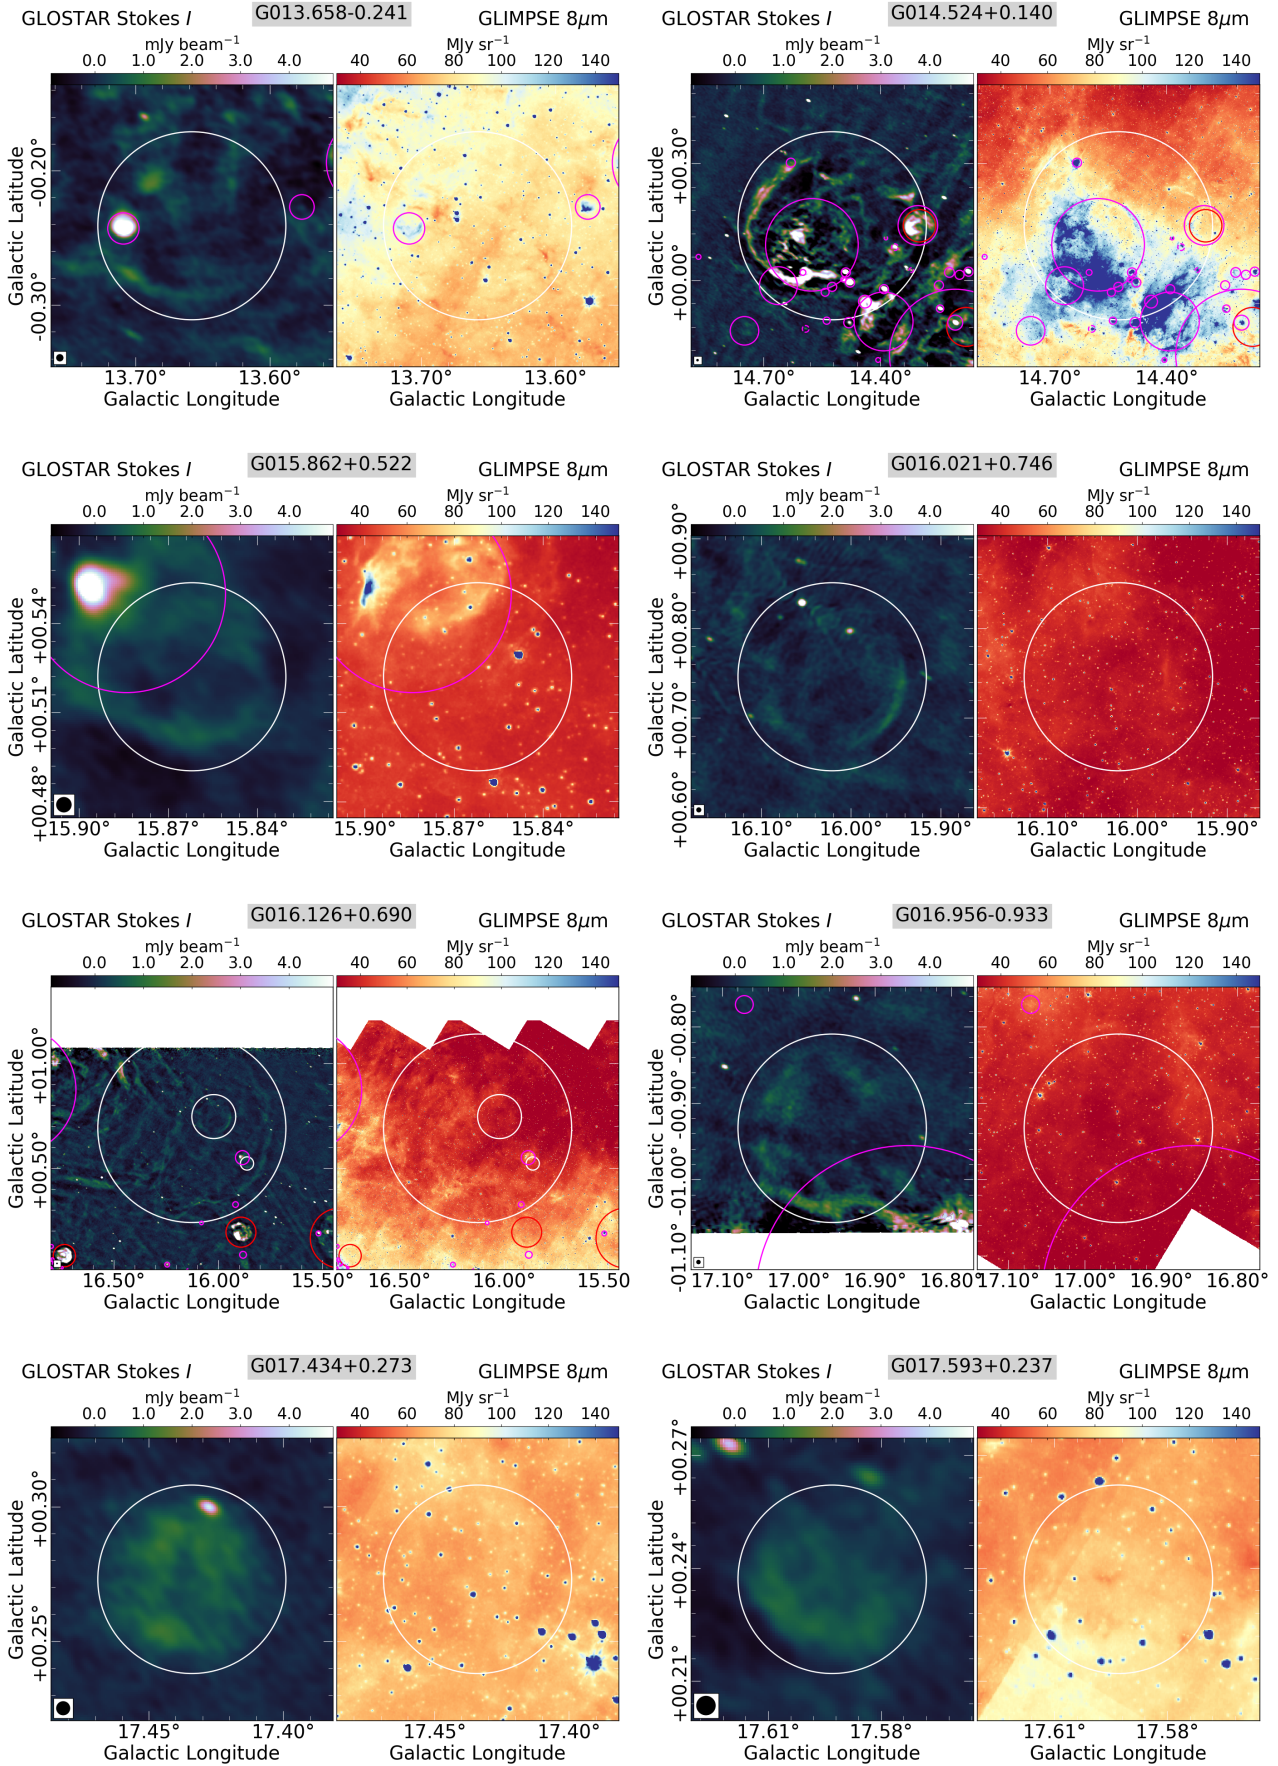 GLOSTAR Stokes I G013.658-0.241 GLIMPSE 8μm
mJy beam⁻¹ MJy sr⁻¹
0.0 1.0 2.0 3.0 4.0 40 60 80 100 120 140
Galactic Latitude
-00.20°
-00.30°
13.70° 13.60° 13.70° 13.60°
Galactic Longitude Galactic Longitude
GLOSTAR Stokes I G014.524+0.140 GLIMPSE 8μm
mJy beam⁻¹ MJy sr⁻¹
0.0 1.0 2.0 3.0 4.0 40 60 80 100 120 140
Galactic Latitude
+00.30°
+00.00°
14.70° 14.40° 14.70° 14.40°
Galactic Longitude Galactic Longitude
GLOSTAR Stokes I G015.862+0.522 GLIMPSE 8μm
mJy beam⁻¹ MJy sr⁻¹
0.0 1.0 2.0 3.0 4.0 40 60 80 100 120 140
Galactic Latitude
+00.54°
+00.51°
+00.48°
15.90° 15.87° 15.84° 15.90° 15.87° 15.84°
Galactic Longitude Galactic Longitude
GLOSTAR Stokes I G016.021+0.746 GLIMPSE 8μm
mJy beam⁻¹ MJy sr⁻¹
0.0 1.0 2.0 3.0 4.0 40 60 80 100 120 140
Galactic Latitude
+00.90°
+00.80°
+00.70°
+00.60°
16.10° 16.00° 15.90° 16.10° 16.00° 15.90°
Galactic Longitude Galactic Longitude
GLOSTAR Stokes I G016.126+0.690 GLIMPSE 8μm
mJy beam⁻¹ MJy sr⁻¹
0.0 1.0 2.0 3.0 4.0 40 60 80 100 120 140
Galactic Latitude
+01.00°
+00.50°
16.50° 16.00° 15.50 16.50° 16.00° 15.50°
Galactic Longitude Galactic Longitude
GLOSTAR Stokes I G016.956-0.933 GLIMPSE 8μm
mJy beam⁻¹ MJy sr⁻¹
0.0 1.0 2.0 3.0 4.0 40 60 80 100 120 140
Galactic Latitude
-00.80°
-00.90°
-01.00°
-01.10°
17.10° 17.00° 16.90° 16.80° 17.10° 17.00° 16.90° 16.80°
Galactic Longitude Galactic Longitude
GLOSTAR Stokes I G017.434+0.273 GLIMPSE 8μm
mJy beam⁻¹ MJy sr⁻¹
0.0 1.0 2.0 3.0 4.0 40 60 80 100 120 140
Galactic Latitude
+00.30°
+00.25°
17.45° 17.40° 17.45° 17.40°
Galactic Longitude Galactic Longitude
GLOSTAR Stokes I G017.593+0.237 GLIMPSE 8μm
mJy beam⁻¹ MJy sr⁻¹
0.0 1.0 2.0 3.0 4.0 40 60 80 100 120 140
Galactic Latitude
+00.27°
+00.24°
+00.21°
17.61° 17.58° 17.61° 17.58°
Galactic Longitude Galactic Longitude